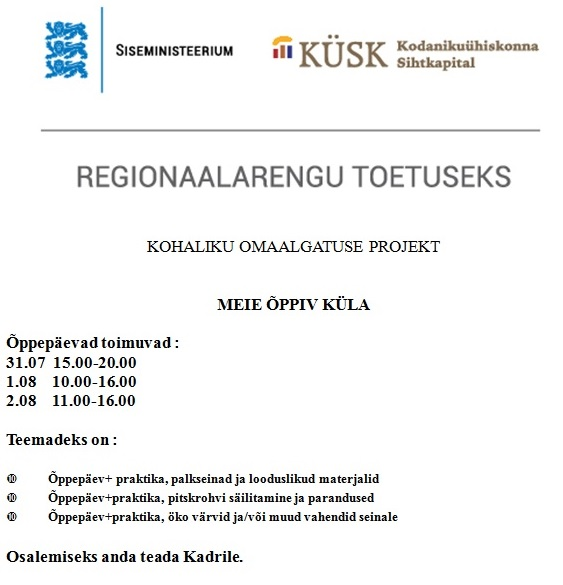 SISEMINISTEERIUM
KÜSK Kodanikuühiskonna
Sihtkapital
REGIONAALARENGU TOETUSEKS
KOHALIKU OMAALGATUSE PROJEKT
MEIE ÕPPIV KÜLA
Õppepäevad toimuvad :
31.07 15.00-20.00
1.08 10.00-16.00
2.08 11.00-16.00
Teemadeks on :
❿ Õppepäev+ praktika, palkseinad ja looduslikud materjalid
❿ Õppepäev+praktika, pitskrohvi säilitamine ja parandused
❿ Õppepäev+praktika, öko värvid ja/või muud vahendid seinale
Osalemiseks anda teada Kadrile.